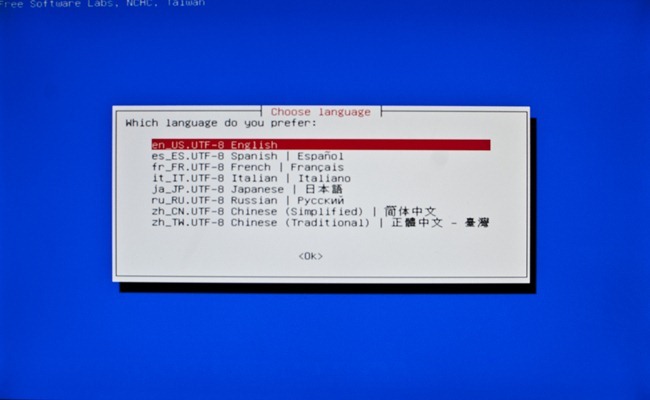 Free Software Labs, NCHC, Taiwan
Choose language
Which language do you prefer:
en_US.UTF-8 English
es_ES.UTF-8 Spanish | Español
fr_FR.UTF-8 French | Français
it_IT.UTF-8 Italian | Italiano
ja_JP.UTF-8 Japanese | 日本語
ru_RU.UTF-8 Russian | Русский
zh_CN.UTF-8 Chinese (Simplified) | 简体中文
zh_TW.UTF-8 Chinese (Traditional) | 正體中文 - 臺灣
<Ok>